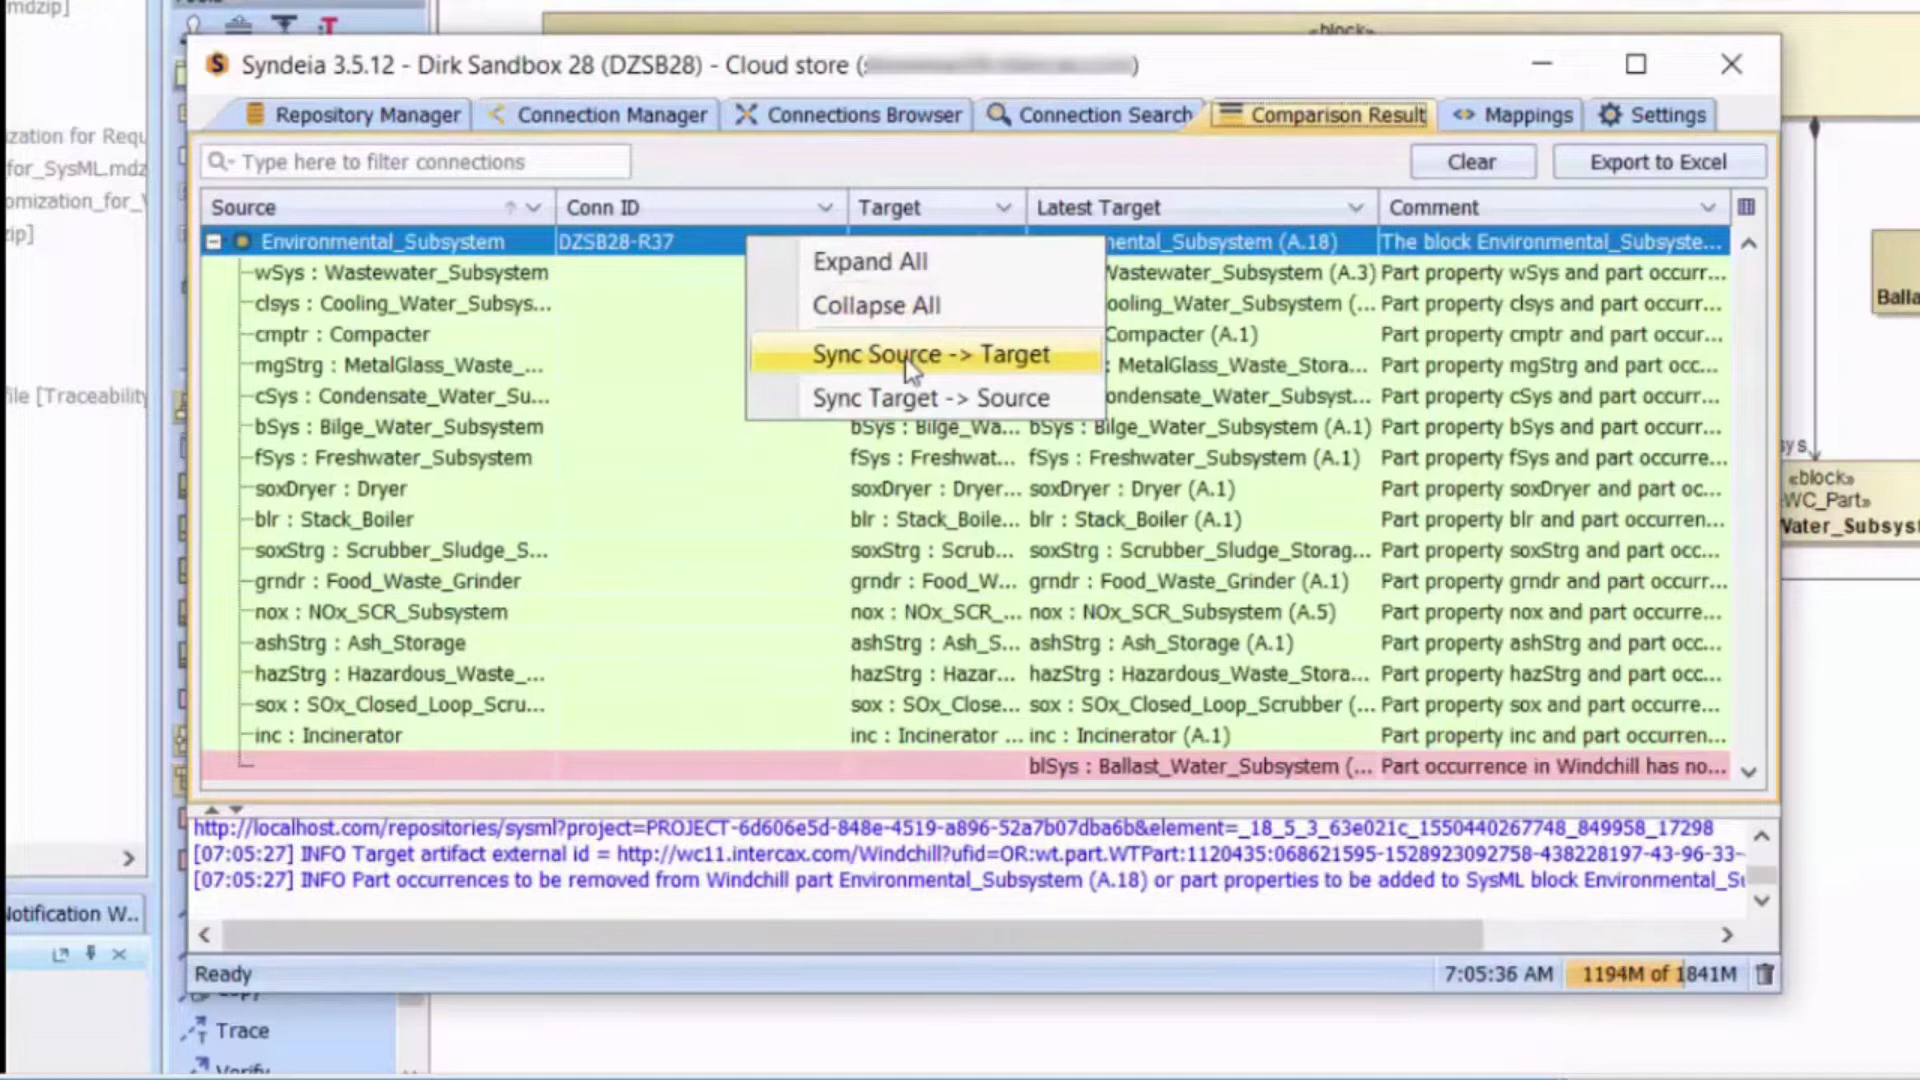 mdzip]
«block»
S Syndeia 3.5.12 - Dirk Sandbox 28 (DZSB28) - Cloud store ( )
Repository Manager Connection Manager Connections Browser Connection Search Comparison Result Mappings Settings
Type here to filter connections Clear Export to Excel
Source Conn ID Target Latest Target Comment
Environmental_Subsystem DZSB28-R37 ental_Subsystem (A.18) The block Environmental_Subsyste...
wSys : Wastewater_Subsystem Wastewater_Subsystem (A.3) Part property wSys and part occurr...
clsys : Cooling_Water_Subsys... ooling_Water_Subsystem (... Part property clsys and part occurr...
cmptr : Compacter Compacter (A.1) Part property cmptr and part occur...
mgStrg : MetalGlass_Waste_... : MetalGlass_Waste_Stora... Part property mgStrg and part occ...
cSys : Condensate_Water_Su... ondensate_Water_Subsyst... Part property cSys and part occurr...
bSys : Bilge_Water_Subsystem bSys : Bilge_Wa... bSys : Bilge_Water_Subsystem (A.1) Part property bSys and part occurr...
fSys : Freshwater_Subsystem fSys : Freshwat... fSys : Freshwater_Subsystem (A.1) Part property fSys and part occurre...
soxDryer : Dryer soxDryer : Dryer... soxDryer : Dryer (A.1) Part property soxDryer and part oc...
blr : Stack_Boiler blr : Stack_Boile... blr : Stack_Boiler (A.1) Part property blr and part occurren...
soxStrg : Scrubber_Sludge_S... soxStrg : Scrub... soxStrg : Scrubber_Sludge_Storag... Part property soxStrg and part occ...
grndr : Food_Waste_Grinder grndr : Food_W... grndr : Food_Waste_Grinder (A.1) Part property grndr and part occurr...
nox : NOx_SCR_Subsystem nox : NOx_SCR_... nox : NOx_SCR_Subsystem (A.5) Part property nox and part occurre...
ashStrg : Ash_Storage ashStrg : Ash_S... ashStrg : Ash_Storage (A.1) Part property ashStrg and part occ...
hazStrg : Hazardous_Waste_... hazStrg : Hazar... hazStrg : Hazardous_Waste_Stora... Part property hazStrg and part occ...
sox : SOx_Closed_Loop_Scru... sox : SOx_Close... sox : SOx_Closed_Loop_Scrubber (... Part property sox and part occurre...
inc : Incinerator inc : Incinerator ... inc : Incinerator (A.1) Part property inc and part occurren...
blSys : Ballast_Water_Subsystem (... Part occurrence in Windchill has no...
Expand All
Collapse All
Sync Source -> Target
Sync Target -> Source
http://localhost.com/repositories/sysml?project=PROJECT-6d606e5d-848e-4519-a896-52a7b07dba6b&element=_18_5_3_63e021c_1550440267748_849958_17298
[07:05:27] INFO Target artifact external id = http://wc11.intercax.com/Windchill?ufid=OR:wt.part.WTPart:1120435:068621595-1528923092758-438228197-43-96-33-
[07:05:27] INFO Part occurrences to be removed from Windchill part Environmental_Subsystem (A.18) or part properties to be added to SysML block Environmental_Su
Ready 7:05:36 AM 1194M of 1841M
ization for Requ
for_SysML.mdz
omization_for_V
zip]
file [Traceability
Notification W..
Copy
Trace
Verify
Balla
sys
«block»
WC_Part»
Water_Subsyst